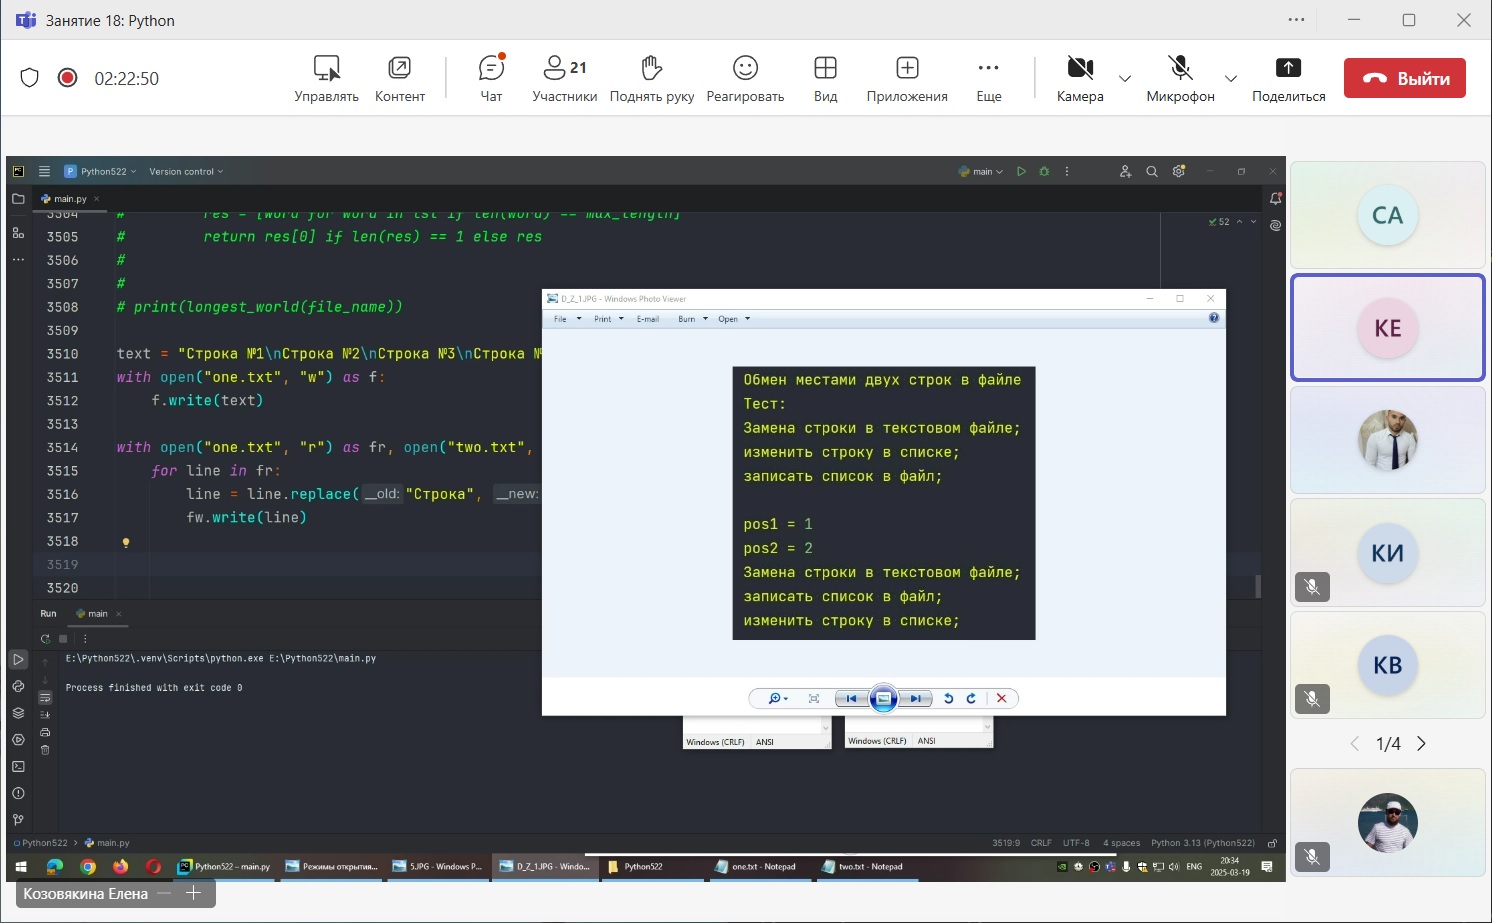 Занятие 18: Python
02:22:50
Управлять
Контент
Чат
21
Участники
Поднять руку
Реагировать
Вид
Приложения
Еще
Камера
Микрофон
Поделиться
Выйти
Python522
Version control
main
main.py
52
3504 # res = [word for word in lst if len(word) == max_length]
3505 # return res[0] if len(res) == 1 else res
3506 #
3507 #
3508 # print(longest_world(file_name))
3509
3510 text = "Строка №1\nСтрока №2\nСтрока №3\nСтрока №
3511 with open("one.txt", "w") as f:
3512 f.write(text)
3513
3514 with open("one.txt", "r") as fr, open("two.txt",
3515 for line in fr:
3516 line = line.replace( __old: "Строка", __new:
3517 fw.write(line)
3518
3519
3520
D_Z_1.JPG - Windows Photo Viewer
File Print E-mail Burn Open
Обмен местами двух строк в файле
Тест:
Замена строки в текстовом файле;
изменить строку в списке;
записать список в файл;
pos1 = 1
pos2 = 2
Замена строки в текстовом файле;
записать список в файл;
изменить строку в списке;
Windows (CRLF) ANSI
Windows (CRLF) ANSI
Run main
E:\Python522\.venv\Scripts\python.exe E:\Python522\main.py
Process finished with exit code 0
Python522 > main.py
3519:9 CRLF UTF-8 4 spaces Python 3.13 (Python522)
Python522 – main.py
Режимы открытия...
5.JPG - Windows P...
D_Z_1.JPG - Windo...
Python522
one.txt - Notepad
two.txt - Notepad
ENG
20:34
2025-03-19
Козовякина Елена
СА
КЕ
КИ
КВ
1/4